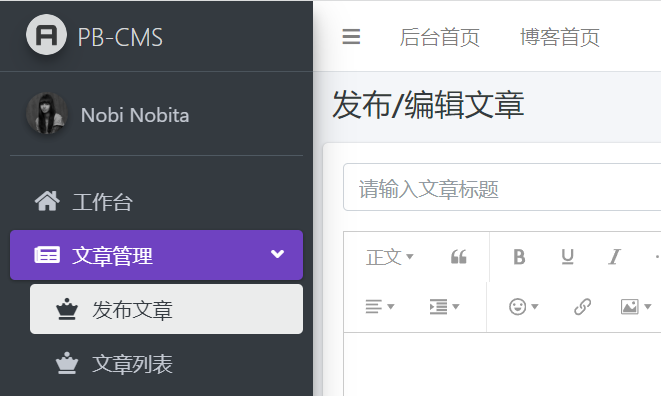 PB-CMS
Nobi Nobita
工作台
文章管理
发布文章
文章列表
后台首页 博客首页
发布/编辑文章
请输入文章标题
正文 B U I